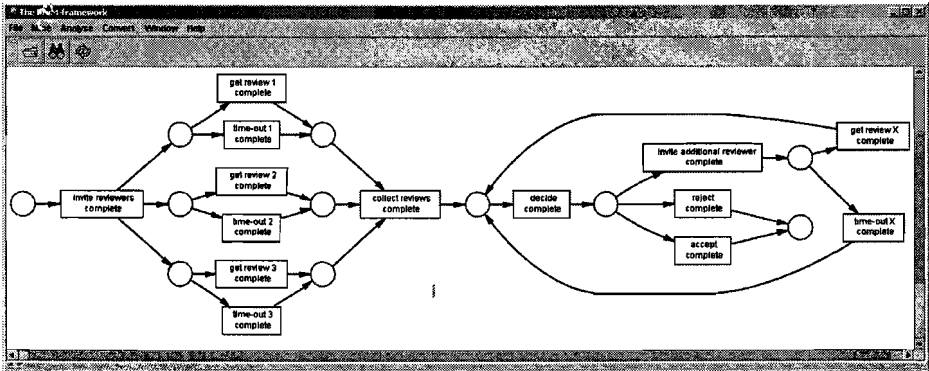 The framework
File Analyse Convert Window Help
get review 1
complete
time-out 1
complete
get review 2
complete
time-out 2
complete
get review 3
complete
time-out 3
complete
invite reviewers
complete
collect reviews
complete
decide
complete
invite additional reviewer
complete
reject
complete
accept
complete
get review X
complete
time-out X
complete